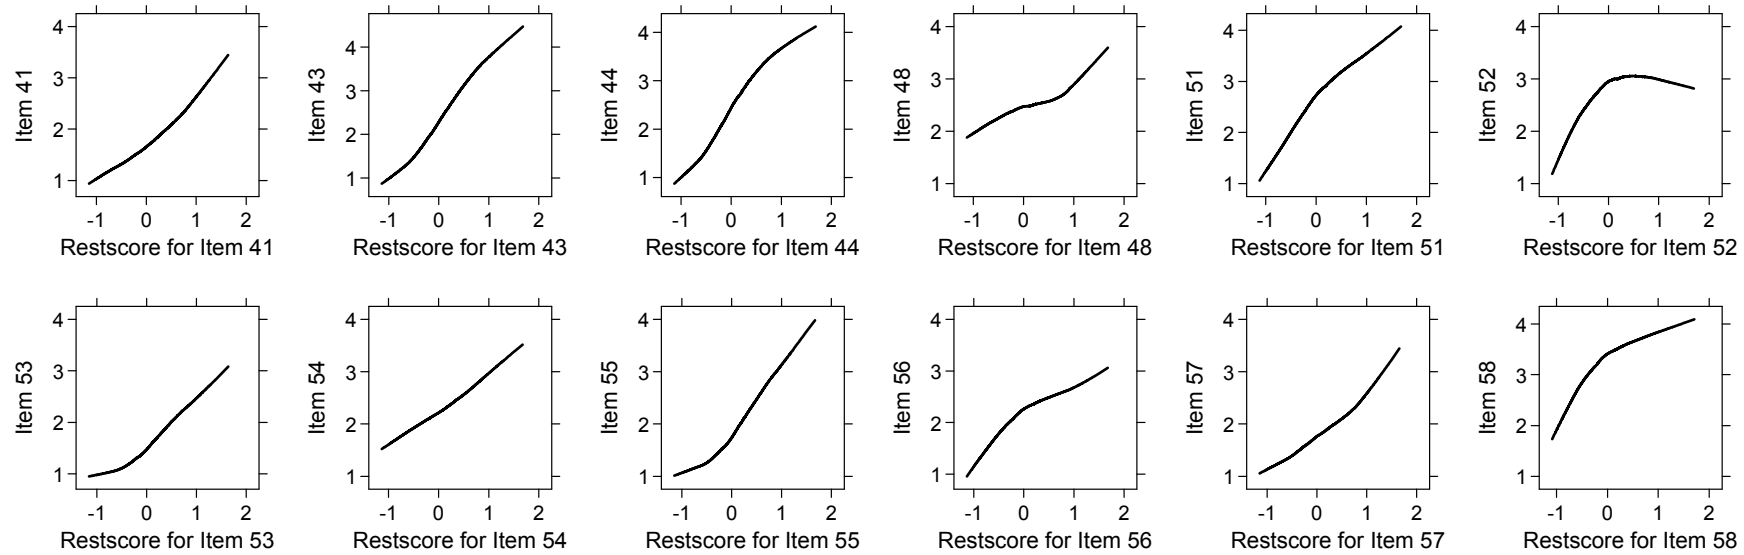 Item 41
4
3
2
1
-1 0 1 2
Restscore for Item 41
Item 43
4
3
2
1
-1 0 1 2
Restscore for Item 43
Item 44
4
3
2
1
-1 0 1 2
Restscore for Item 44
Item 48
4
3
2
1
-1 0 1 2
Restscore for Item 48
Item 51
4
3
2
1
-1 0 1 2
Restscore for Item 51
Item 52
4
3
2
1
-1 0 1 2
Restscore for Item 52
Item 53
4
3
2
1
-1 0 1 2
Restscore for Item 53
Item 54
4
3
2
1
-1 0 1 2
Restscore for Item 54
Item 55
4
3
2
1
-1 0 1 2
Restscore for Item 55
Item 56
4
3
2
1
-1 0 1 2
Restscore for Item 56
Item 57
4
3
2
1
-1 0 1 2
Restscore for Item 57
Item 58
4
3
2
1
-1 0 1 2
Restscore for Item 58